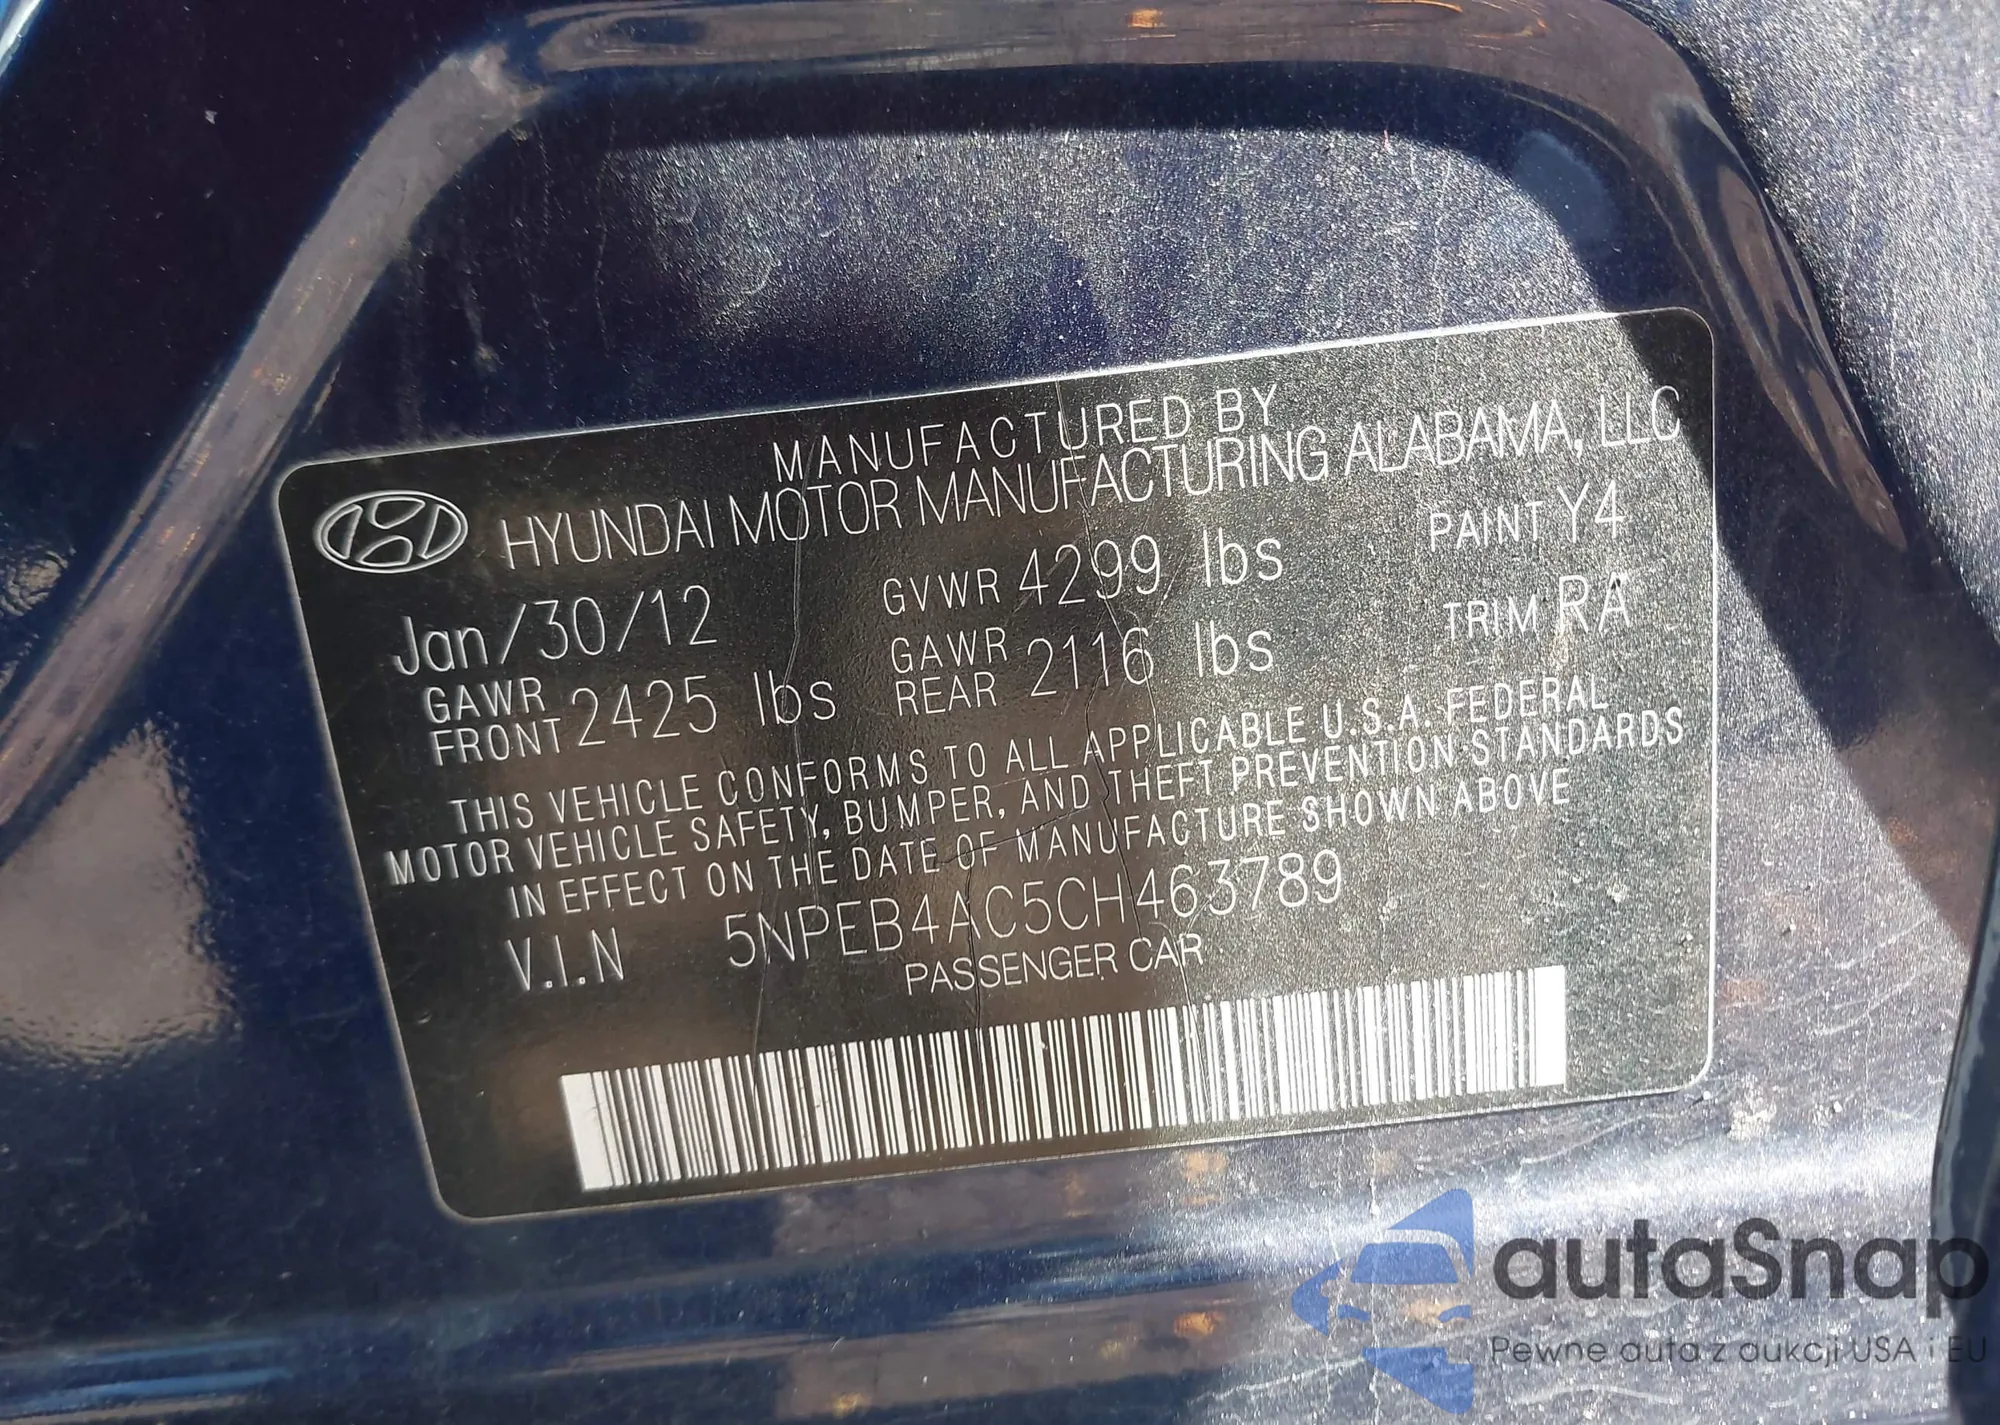 MANUFACTURED BY
HYUNDAI MOTOR MANUFACTURING ALABAMA, LLC
Jan/30/12 GVWR 4299 lbs PAINT Y4
GAWR FRONT 2425 lbs GAWR REAR 2116 lbs TRIM RA
THIS VEHICLE CONFORMS TO ALL APPLICABLE U.S.A. FEDERAL
MOTOR VEHICLE SAFETY, BUMPER, AND THEFT PREVENTION STANDARDS
IN EFFECT ON THE DATE OF MANUFACTURE SHOWN ABOVE
V.I.N 5NPEB4AC5CH463789
PASSENGER CAR
autaSnap
Pewne auta z aukcji USA i EU